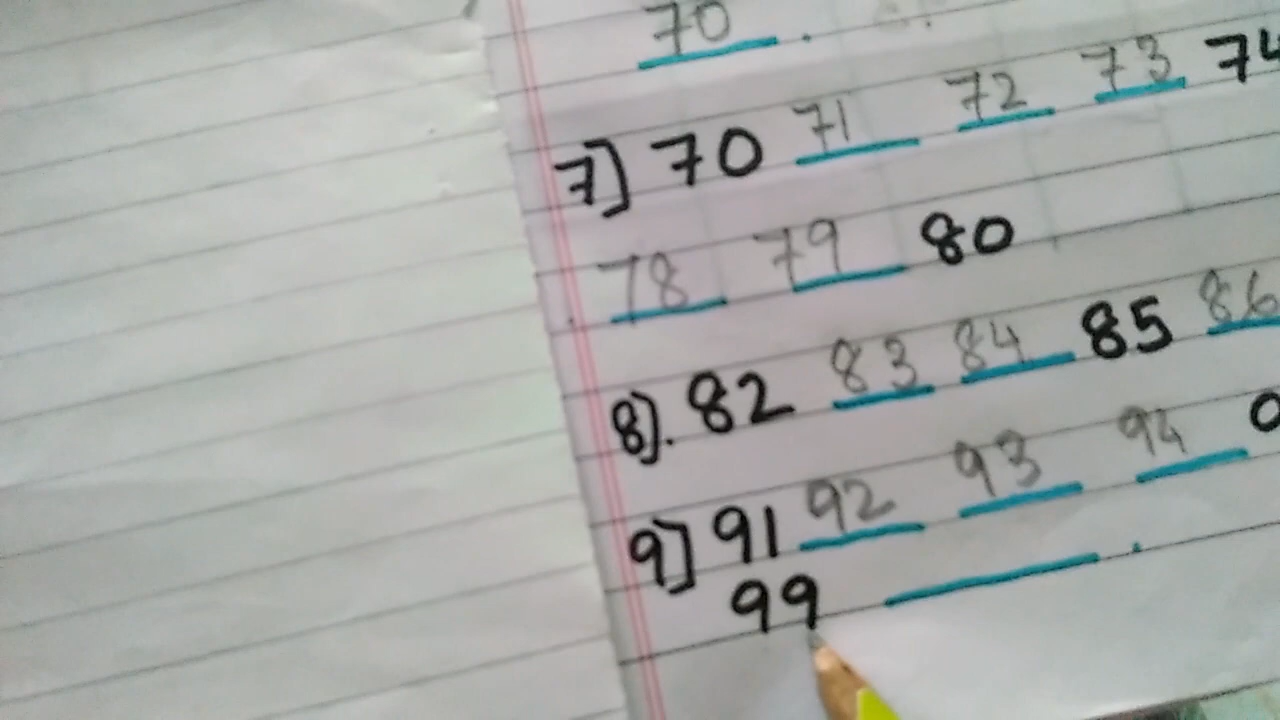 70 .
7] 70 71 72 73 74
78 79 80
8). 82 83 84 85 86
9] 91 92 93 94
99 .